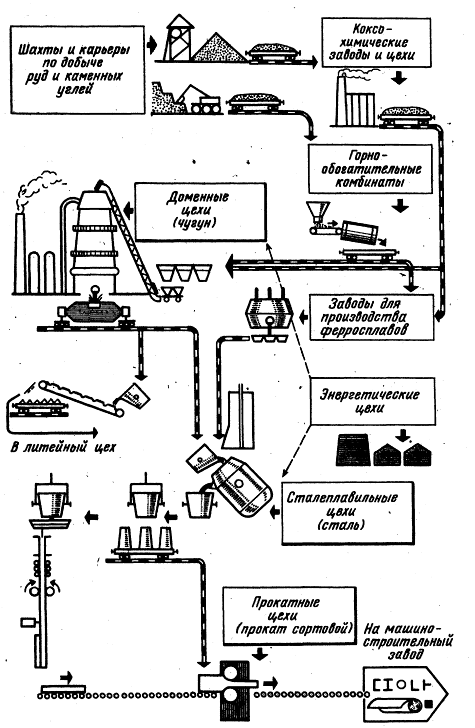 Шахты и карьеры
по добыче
руд и каменных
углей
Коксо-
химические
заводы и цехи
Горно-
обогатительные
комбинаты
Доменные
цехи
(чугун)
Заводы для
производства
ферросплавов
Энергетические
цехи
В литейный цех
Сталеплавильные
цехи
(сталь)
Прокатные
цехи
(прокат сортовой)
На машино-
строительный
завод